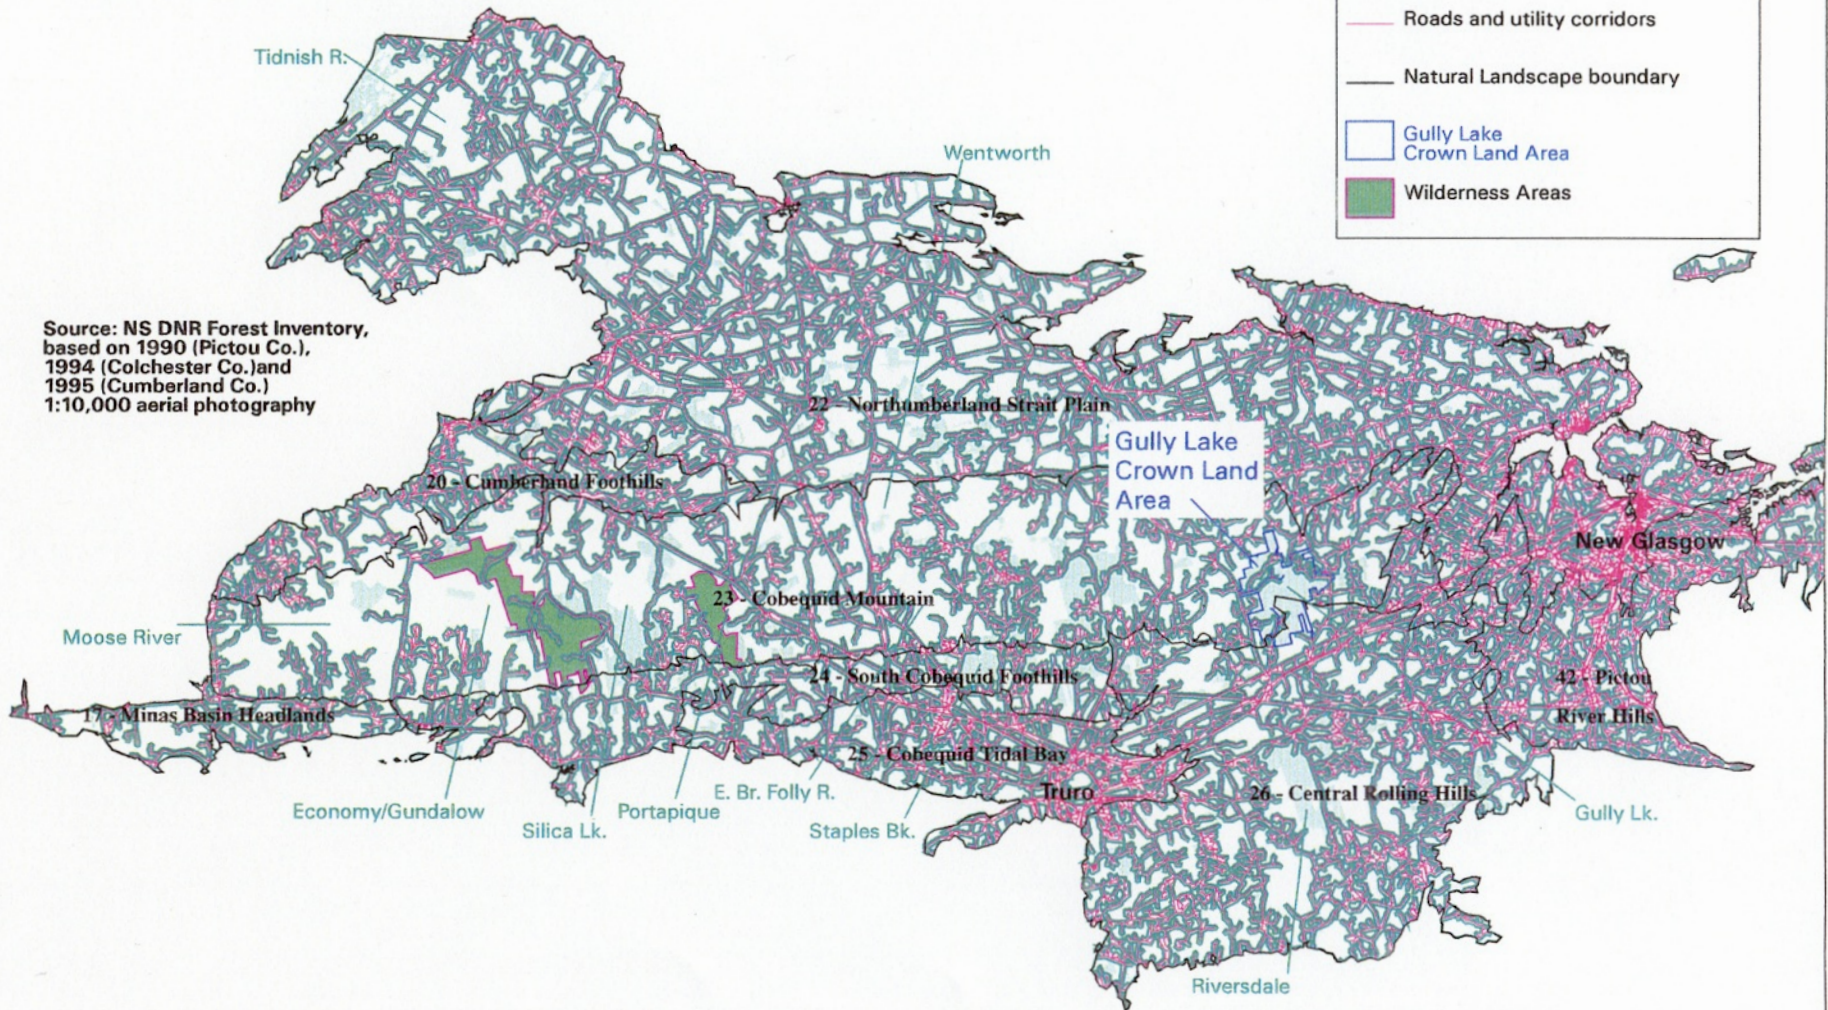 Roads and utility corridors
Natural Landscape boundary
Gully Lake
Crown Land Area
Wilderness Areas
Tidnish R.
Wentworth
Source: NS DNR Forest Inventory,
based on 1990 (Pictou Co.),
1994 (Colchester Co.)and
1995 (Cumberland Co.)
1:10,000 aerial photography
22 - Northumberland Strait Plain
Gully Lake
Crown Land
Area
20 - Cumberland Foothills
New Glasgow
23 - Cobequid Mountain
Moose River
24 - South Cobequid Foothills
42 - Pictou
River Hills
17 - Minas Basin Headlands
25 - Cobequid Tidal Bay
Truro
26 - Central Rolling Hills
Economy/Gundalow
Silica Lk.
Portapique
E. Br. Folly R.
Staples Bk.
Gully Lk.
Riversdale